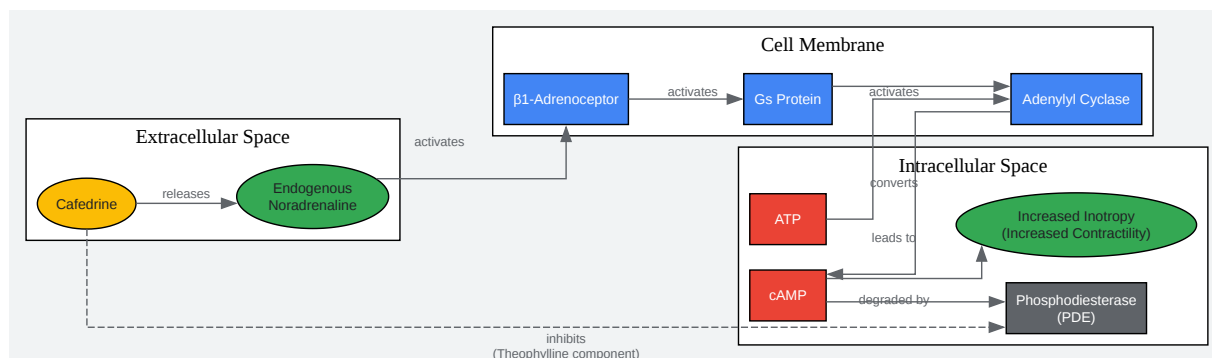 Cell Membrane
β1-Adrenoceptor
activates
Gs Protein
activates
Adenylyl Cyclase
Extracellular Space
activates
Cafedrine
releases
Endogenous
Noradrenaline
Intracellular Space
converts
ATP
Increased Inotropy
(Increased Contractility)
leads to
cAMP
degraded by
Phosphodiesterase
(PDE)
inhibits
(Theophylline component)